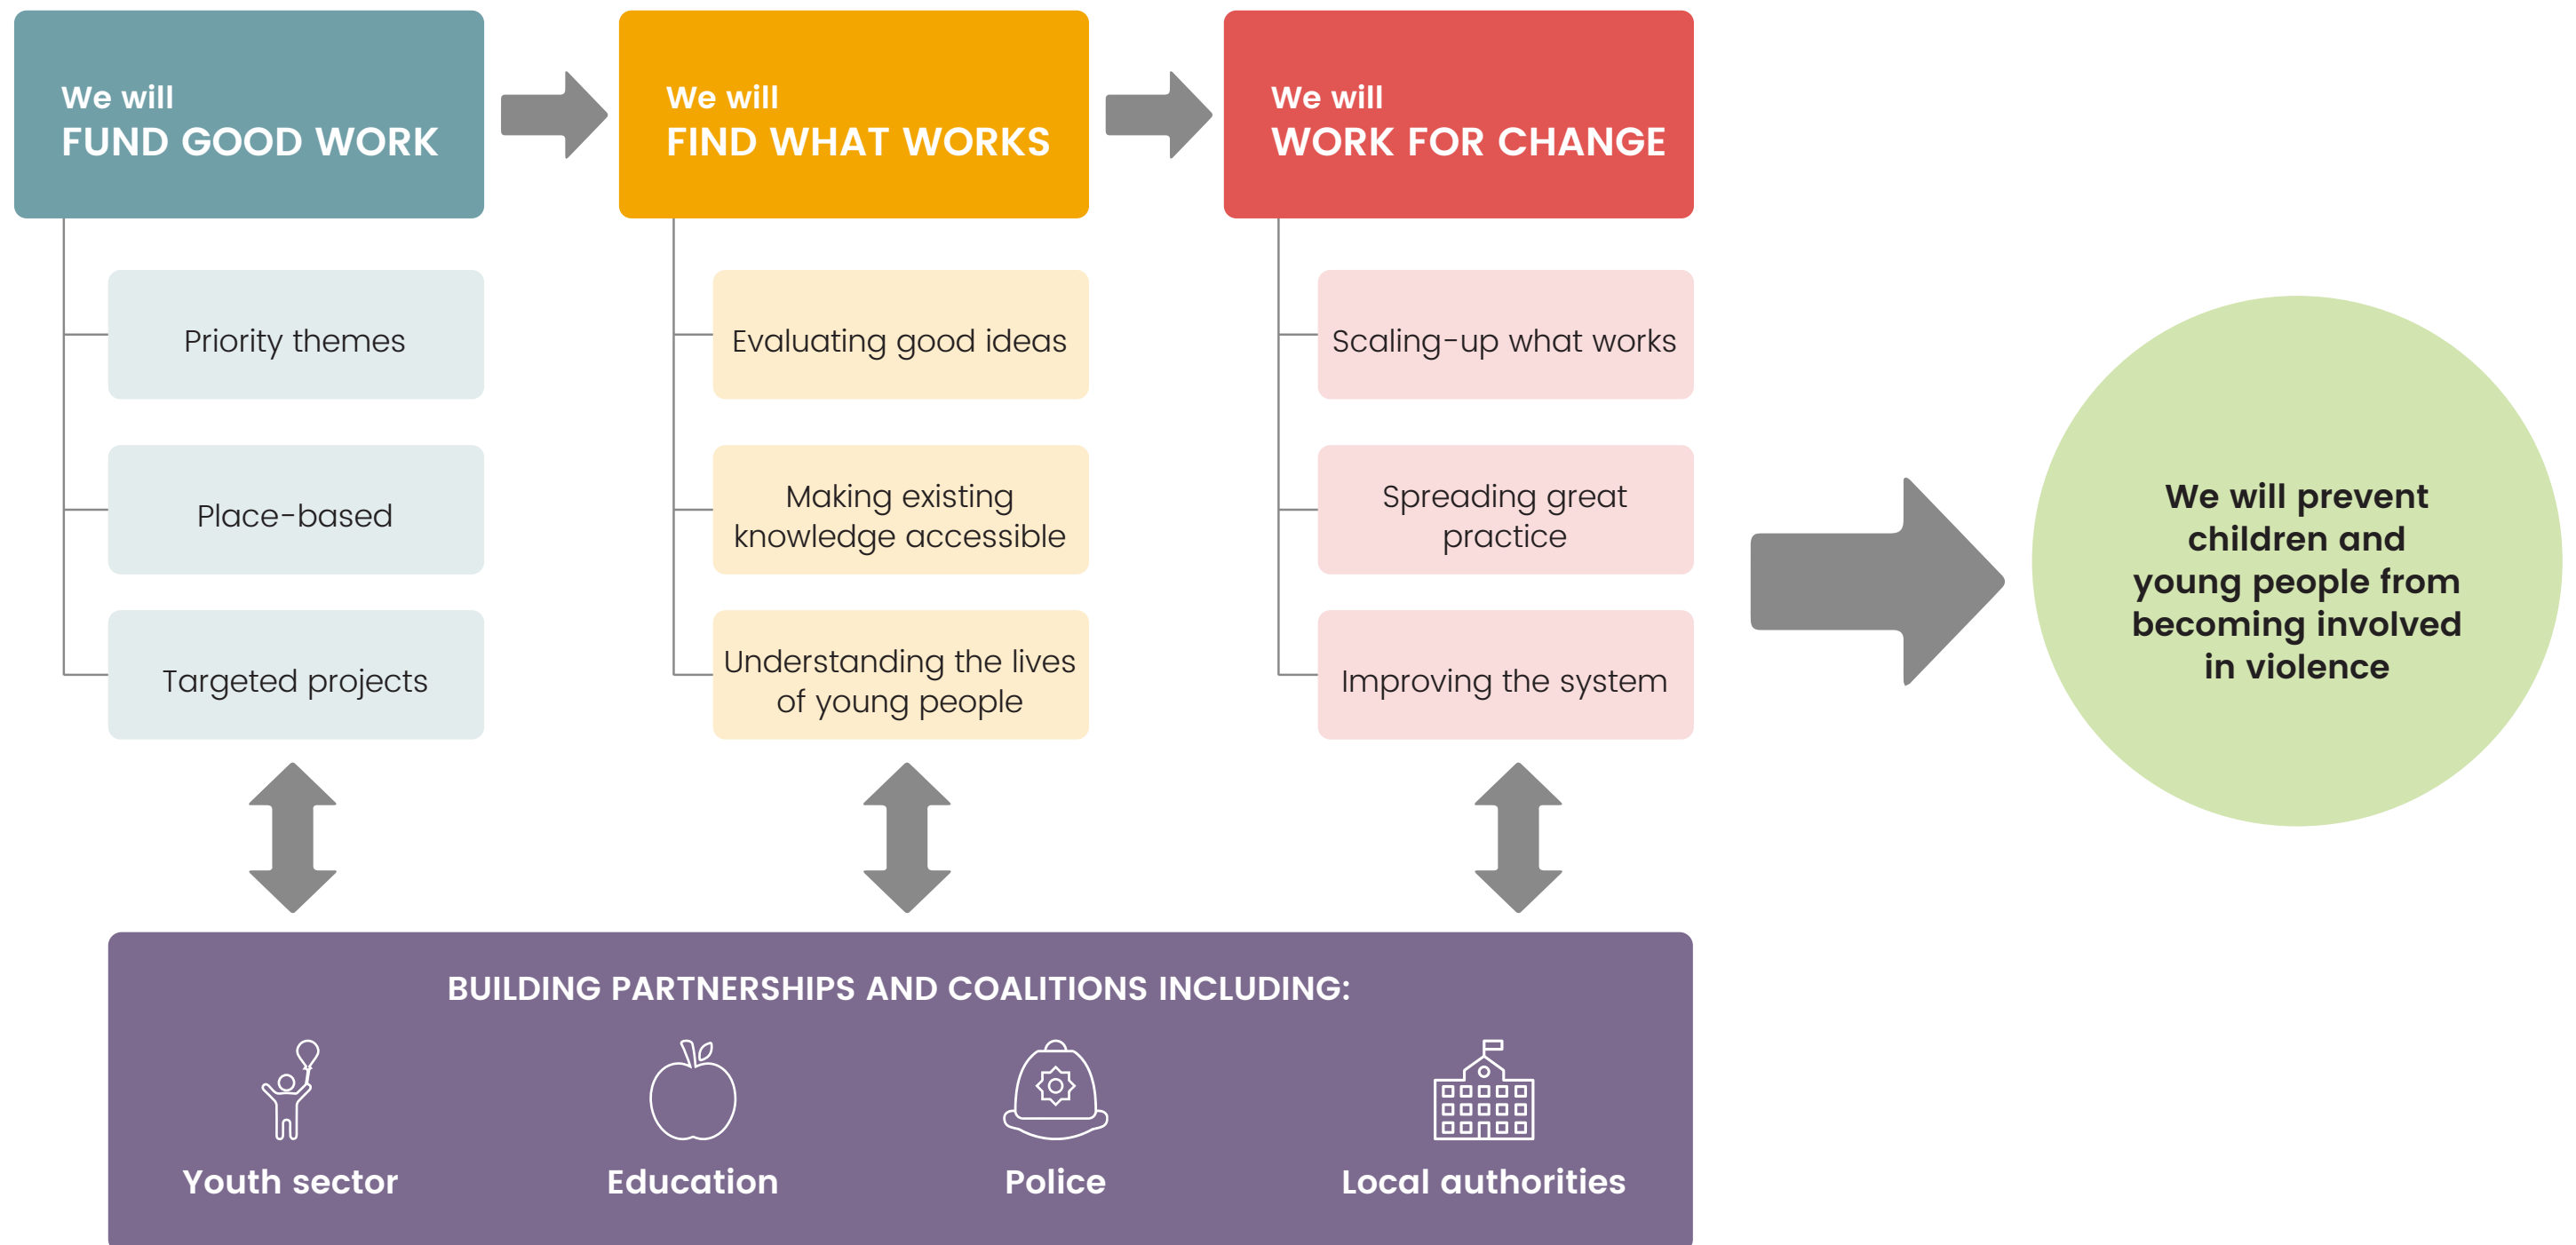 We will
FUND GOOD WORK
Priority themes
Place-based
Targeted projects
We will
FIND WHAT WORKS
Evaluating good ideas
Making existing
knowledge accessible
Understanding the lives
of young people
We will
WORK FOR CHANGE
Scaling-up what works
Spreading great
practice
Improving the system
We will prevent
children and
young people from
becoming involved
in violence
BUILDING PARTNERSHIPS AND COALITIONS INCLUDING:
Youth sector
Education
Police
Local authorities